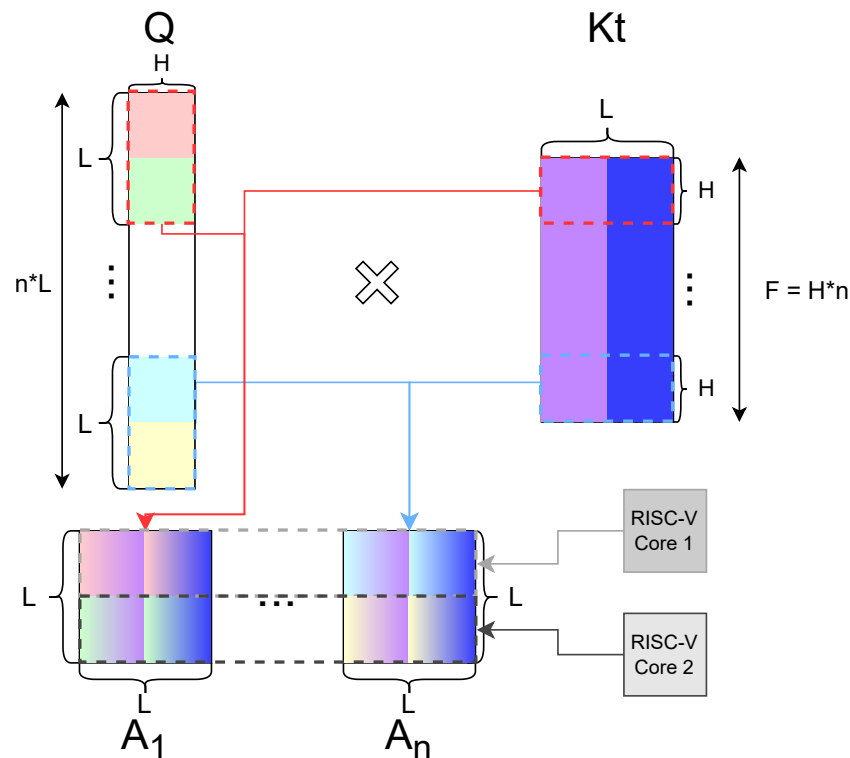 Q
Kt
H
L
L
H
n*L
F = H*n
L
H
RISC-V
Core 1
L
L
RISC-V
Core 2
L
L
A1
An